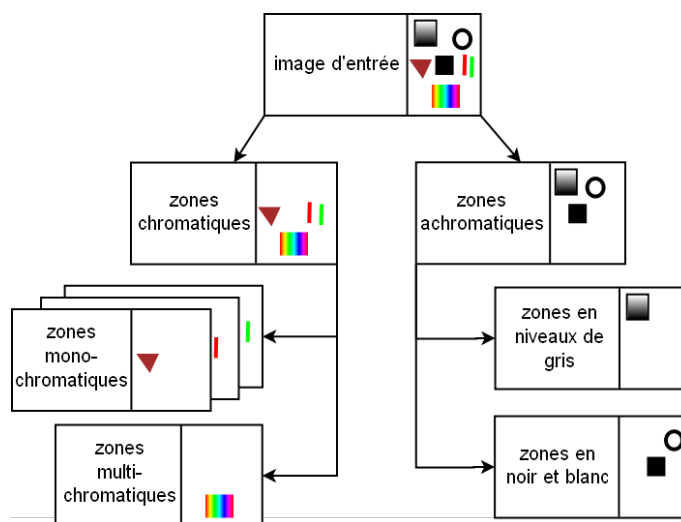 image d'entrée
zones
chromatiques
zones
achromatiques
zones
mono-
chromatiques
zones en
niveaux de
gris
zones
multi-
chromatiques
zones en
noir et blanc